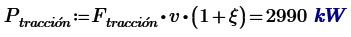 P_tracción := F_tracción • v • (1 + ξ) = 2990 kW